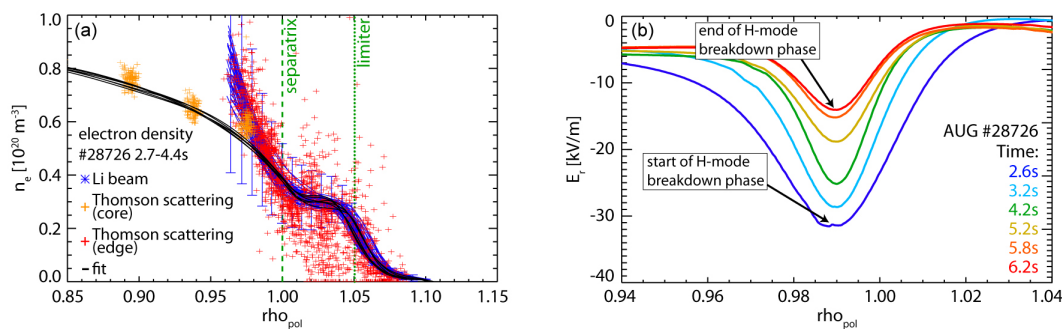 (a)
separatrix
limiter
n_e [10^20 m^-3]
0.8
0.6
0.4
0.2
0.0
electron density
#28726 2.7-4.4s
Li beam
Thomson scattering
(core)
Thomson scattering
(edge)
fit
0.85 0.90 0.95 1.00 1.05 1.10 1.15
rho_pol
(b)
end of H-mode
breakdown phase
E_r [kV/m]
0
-10
-20
-30
-40
start of H-mode
breakdown phase
AUG #28726
Time:
2.6s
3.2s
4.2s
5.2s
5.8s
6.2s
0.94 0.96 0.98 1.00 1.02 1.04
rho_pol